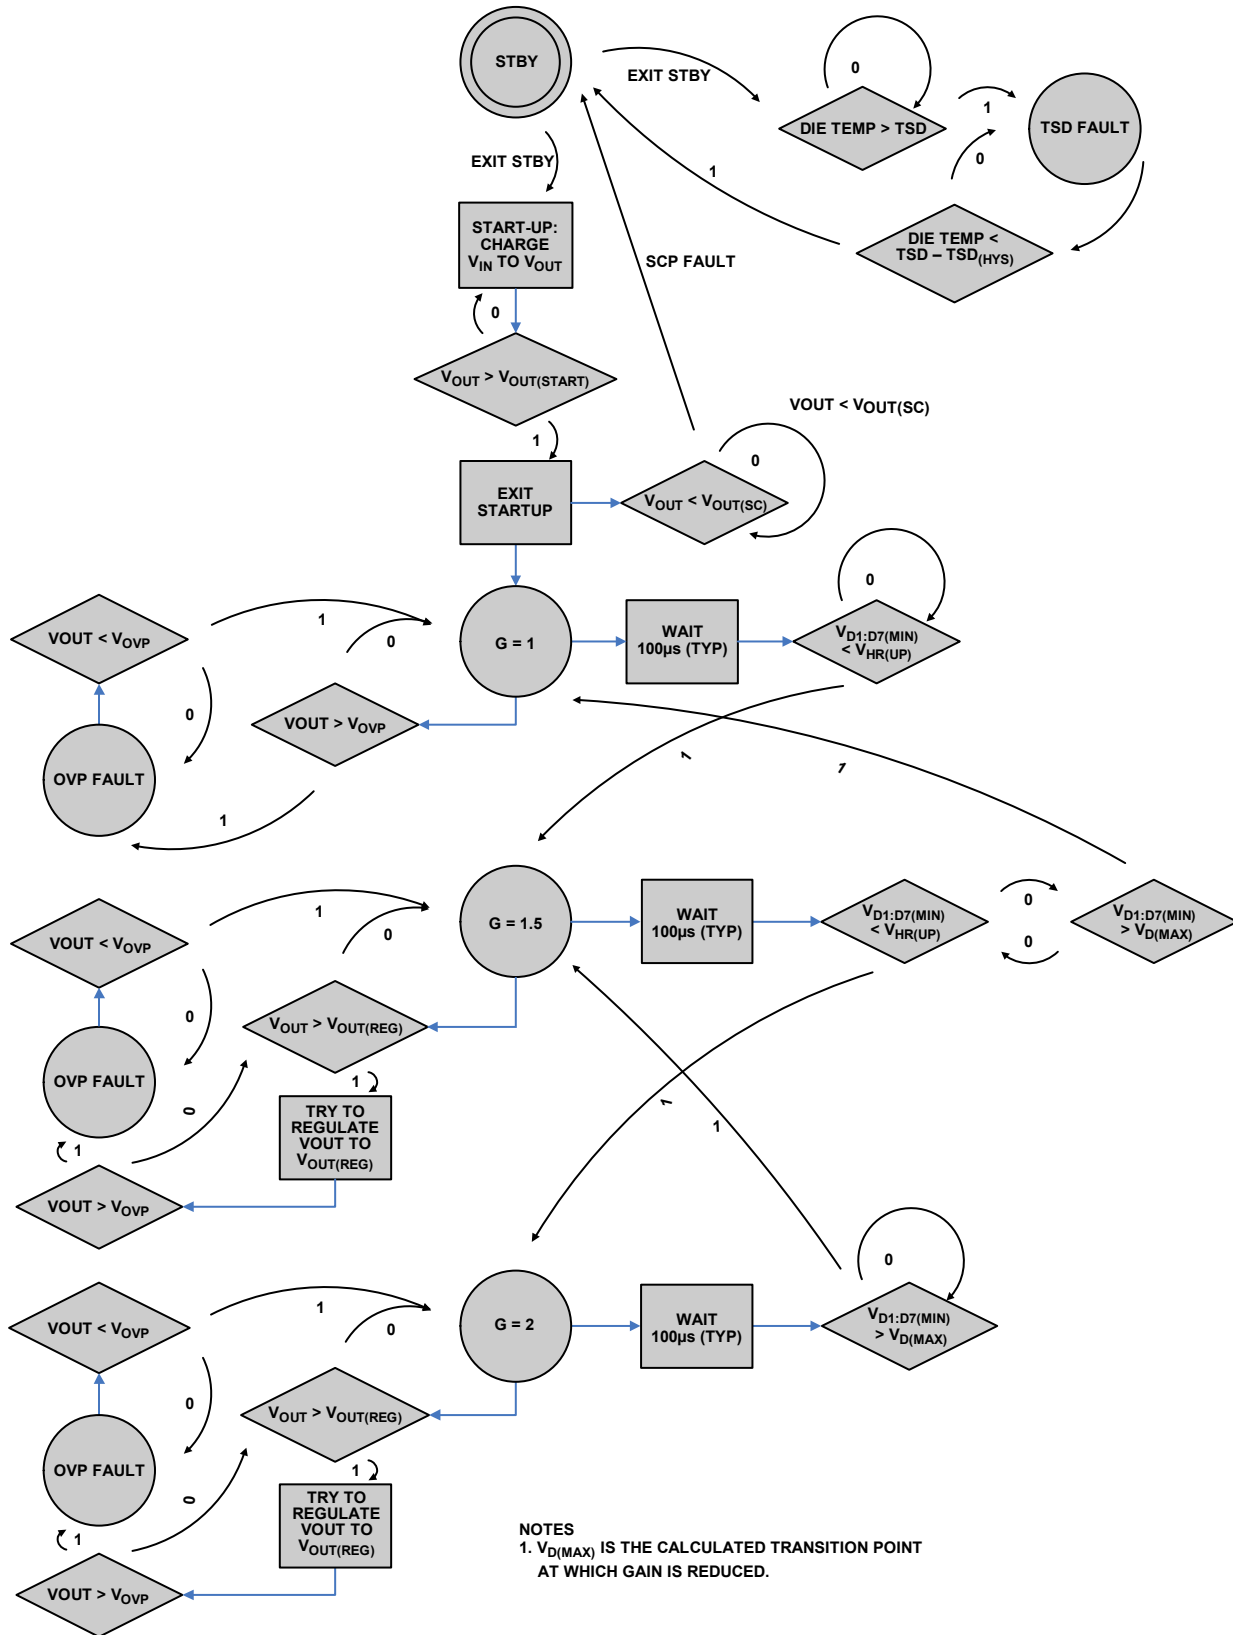 STBY
EXIT STBY
0
DIE TEMP > TSD
1
0
TSD FAULT
EXIT STBY
1
DIE TEMP <
TSD – TSD(HYS)
START-UP:
CHARGE
VIN TO VOUT
SCP FAULT
0
VOUT > VOUT(START)
1
VOUT < VOUT(SC)
0
EXIT
STARTUP
VOUT < VOUT(SC)
0
VOUT < VOVP
1
0
G = 1
WAIT
100µs (TYP)
VD1:D7(MIN)
< VHR(UP)
0
VOUT > VOVP
OVP FAULT
1
1
1
VOUT < VOVP
1
0
G = 1.5
WAIT
100µs (TYP)
VD1:D7(MIN)
< VHR(UP)
0
0
VD1:D7(MIN)
> VD(MAX)
0
VOUT > VOUT(REG)
OVP FAULT
0
1
1
TRY TO
REGULATE
VOUT TO
VOUT(REG)
1
1
VOUT > VOVP
0
VOUT < VOVP
1
0
G = 2
WAIT
100µs (TYP)
VD1:D7(MIN)
> VD(MAX)
0
VOUT > VOUT(REG)
OVP FAULT
0
1
1
TRY TO
REGULATE
VOUT TO
VOUT(REG)
VOUT > VOVP
NOTES
1. VD(MAX) IS THE CALCULATED TRANSITION POINT
AT WHICH GAIN IS REDUCED.